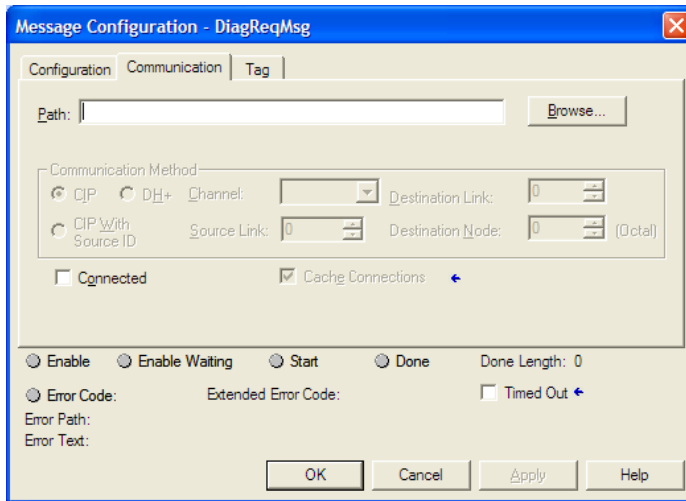 Message Configuration - DiagReqMsg
Configuration Communication Tag
Path: Browse...
Communication Method
CIP DH+ Channel: Destination Link: 0
CIP With Source ID Source Link: 0 Destination Node: 0 (Octal)
Connected Cache Connections
Enable Enable Waiting Start Done Done Length: 0
Error Code: Extended Error Code: Timed Out
Error Path:
Error Text:
OK Cancel Apply Help